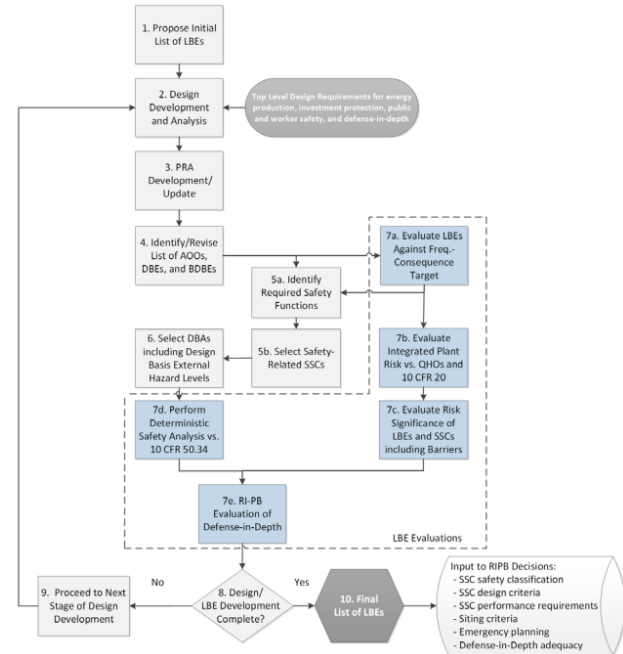 1. Propose Initial
List of LBEs
2. Design
Development
and Analysis
Top Level Design Requirements for energy
production, investment protection, public
and worker safety, and defense-in-depth
3. PRA
Development/
Update
4. Identify/Revise
List of AOOs,
DBEs, and BDBEs
7a. Evaluate LBEs
Against Freq.-
Consequence
Target
5a. Identify
Required Safety
Functions
6. Select DBAs
including Design
Basis External
Hazard Levels
5b. Select Safety-
Related SSCs
7b. Evaluate
Integrated Plant
Risk vs. QHOs and
10 CFR 20
7d. Perform
Deterministic
Safety Analysis vs.
10 CFR 50.34
7c. Evaluate Risk
Significance of
LBEs and SSCs
including Barriers
7e. RI-PB
Evaluation of
Defense-in-Depth
LBE Evaluations
9. Proceed to Next
Stage of Design
Development
No
8. Design/
LBE Development
Complete?
Yes
10. Final
List of LBEs
Input to RIPB Decisions:
- SSC safety classification
- SSC design criteria
- SSC performance requirements
- Siting criteria
- Emergency planning
- Defense-in-Depth adequacy